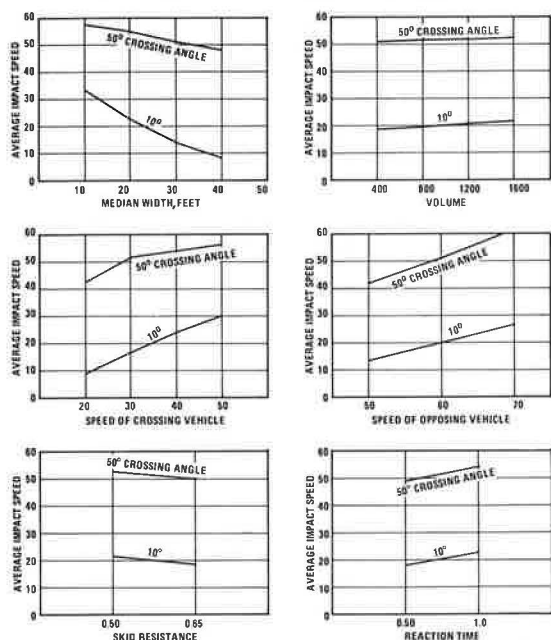 AVERAGE IMPACT SPEED
60
50
40
30
20
10
0
50° CROSSING ANGLE
10°
10 20 30 40 50
MEDIAN WIDTH, FEET
AVERAGE IMPACT SPEED
60
50
40
30
20
10
0
50° CROSSING ANGLE
10°
400 800 1200 1600
VOLUME
AVERAGE IMPACT SPEED
60
50
40
30
20
10
0
50° CROSSING ANGLE
10°
20 30 40 50
SPEED OF CROSSING VEHICLE
AVERAGE IMPACT SPEED
60
50
40
30
20
10
0
50° CROSSING ANGLE
10°
50 60 70
SPEED OF OPPOSING VEHICLE
AVERAGE IMPACT SPEED
60
50
40
30
20
10
0
50° CROSSING ANGLE
10°
0.50 0.65
SKID RESISTANCE
AVERAGE IMPACT SPEED
60
50
40
30
20
10
0
50° CROSSING ANGLE
10°
0.50 1.0
REACTION TIME